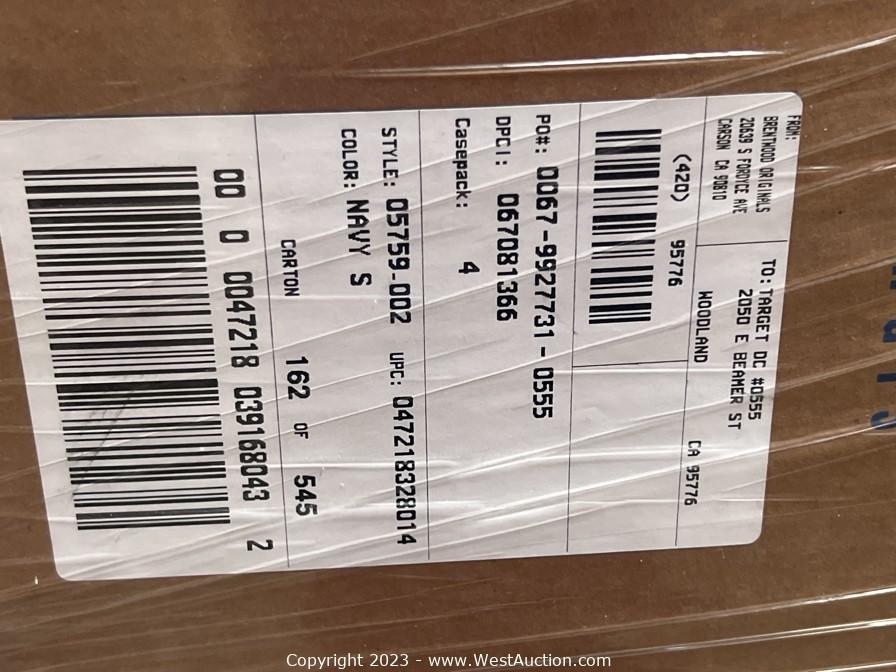 FROM:
BRENTWOOD ORIGINALS
20639 S FORDYCE AVE
CARSON CA 90810
TO: TARGET DC #0555
2050 E BEAMER ST
WOODLAND CA 95776
(420) 95776
PO#: 0067-9927731-0555
DPCI: 067081366
Casepack: 4
STYLE: 05759-002 UPC: 047218328014
COLOR: NAVY S
CARTON 162 OF 545
00 0 0047218 039168043 2
Copyright 2023 - www.WestAuction.com